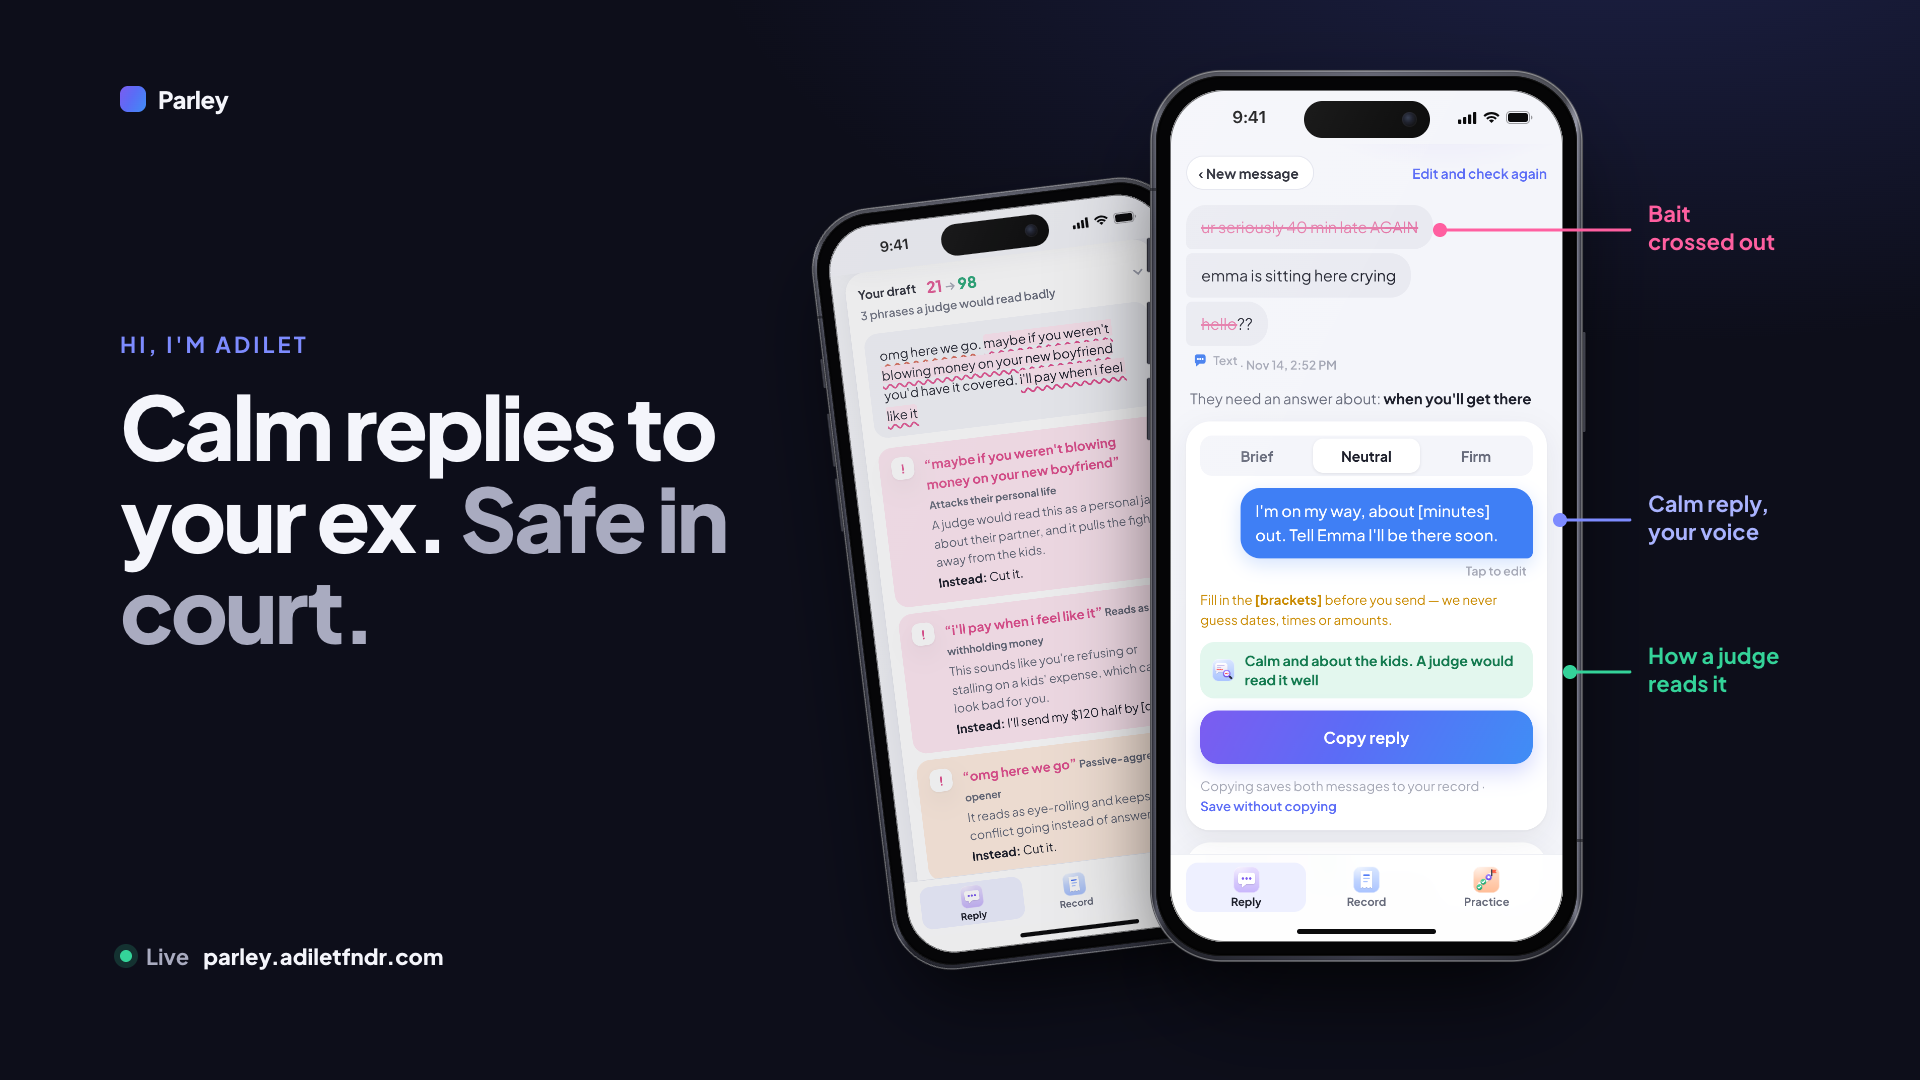 Parley
HI, I'M ADILET
Calm replies to
your ex. Safe in
court.
Live parley.adiletfndr.com
9:41
Your draft 21 → 98
3 phrases a judge would read badly
omg here we go. maybe if you weren't
blowing money on your new boyfriend
you'd have it covered. i'll pay when i feel
like it
! “maybe if you weren't blowing
money on your new boyfriend”
Attacks their personal life
A judge would read this as a personal
about their partner, and it pulls the
away from the kids.
Instead: Cut it.
! “i'll pay when i feel like it” Reads as
withholding money
This sounds like you're refusing or
stalling on a kids' expense, which
look bad for you.
Instead: I'll send my $120 half by
! “omg here we go”
opener
It reads as eye-rolling and keeps
conflict going instead of
Instead: Cut it.
Reply
Record
9:41
‹ New message
Edit and check again
ur seriously 40 min late AGAIN
emma is sitting here crying
hello??
Text · Nov 14, 2:52 PM
They need an answer about: when you'll get there
Brief
Neutral
Firm
I'm on my way, about [minutes]
out. Tell Emma I'll be there soon.
Tap to edit
Fill in the [brackets] before you send — we never
guess dates, times or amounts.
Calm and about the kids. A judge would
read it well
Copy reply
Copying saves both messages to your record ·
Save without copying
Reply
Record
Practice
Bait
crossed out
Calm reply,
your voice
How a judge
reads it